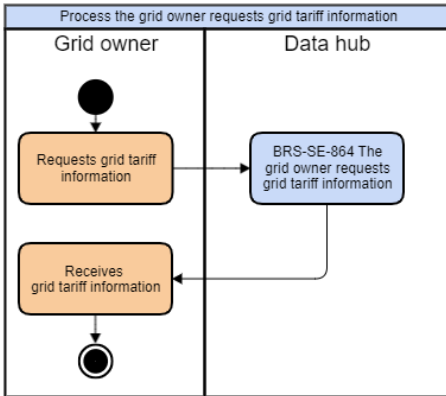 Process the grid owner requests grid tariff information
Grid owner
Data hub
Requests grid tariff
information
BRS-SE-864 The
grid owner requests
grid tariff information
Receives
grid tariff information